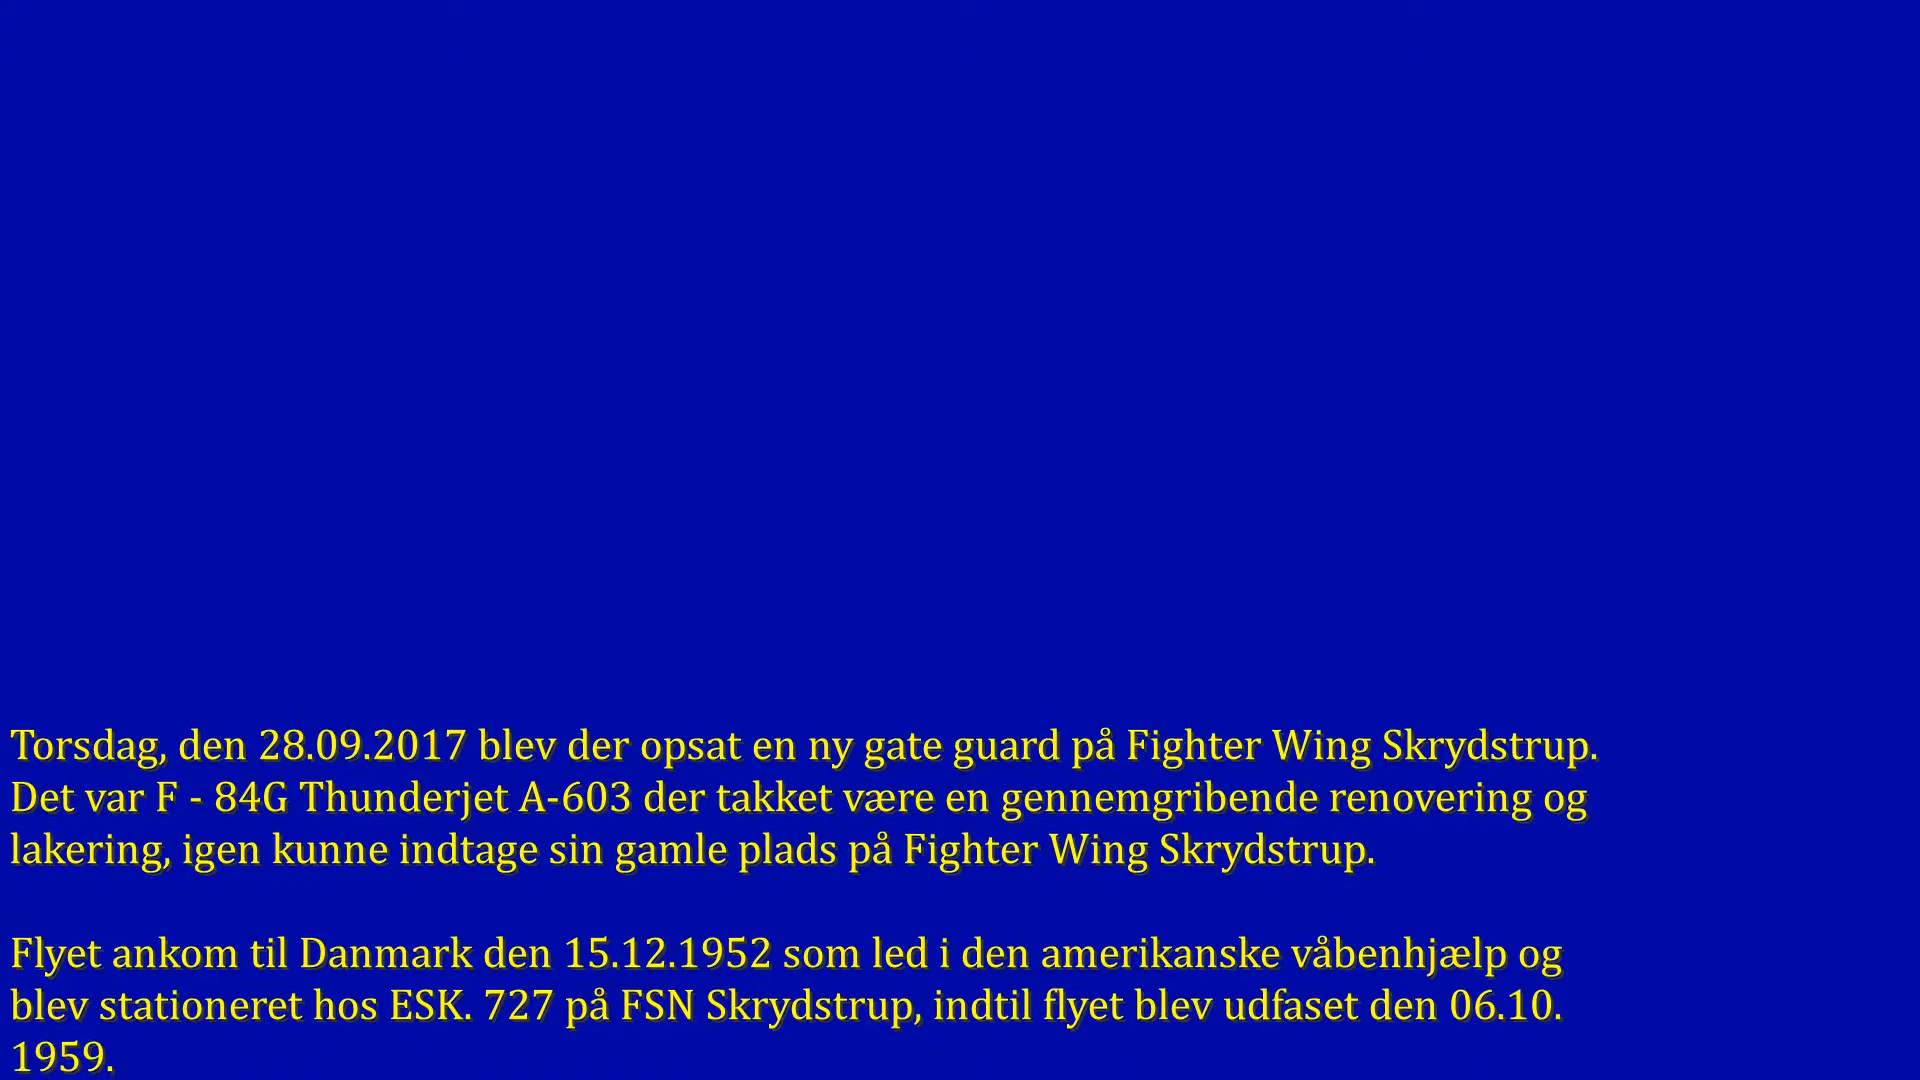 Torsdag, den 28.09.2017 blev der opsat en ny gate guard på Fighter Wing Skrydstrup.
Det var F - 84G Thunderjet A-603 der takket være en gennemgribende renovering og
lakering, igen kunne indtage sin gamle plads på Fighter Wing Skrydstrup.
Flyet ankom til Danmark den 15.12.1952 som led i den amerikanske våbenhjælp og
blev stationeret hos ESK. 727 på FSN Skrydstrup, indtil flyet blev udfaset den 06.10.
1959.